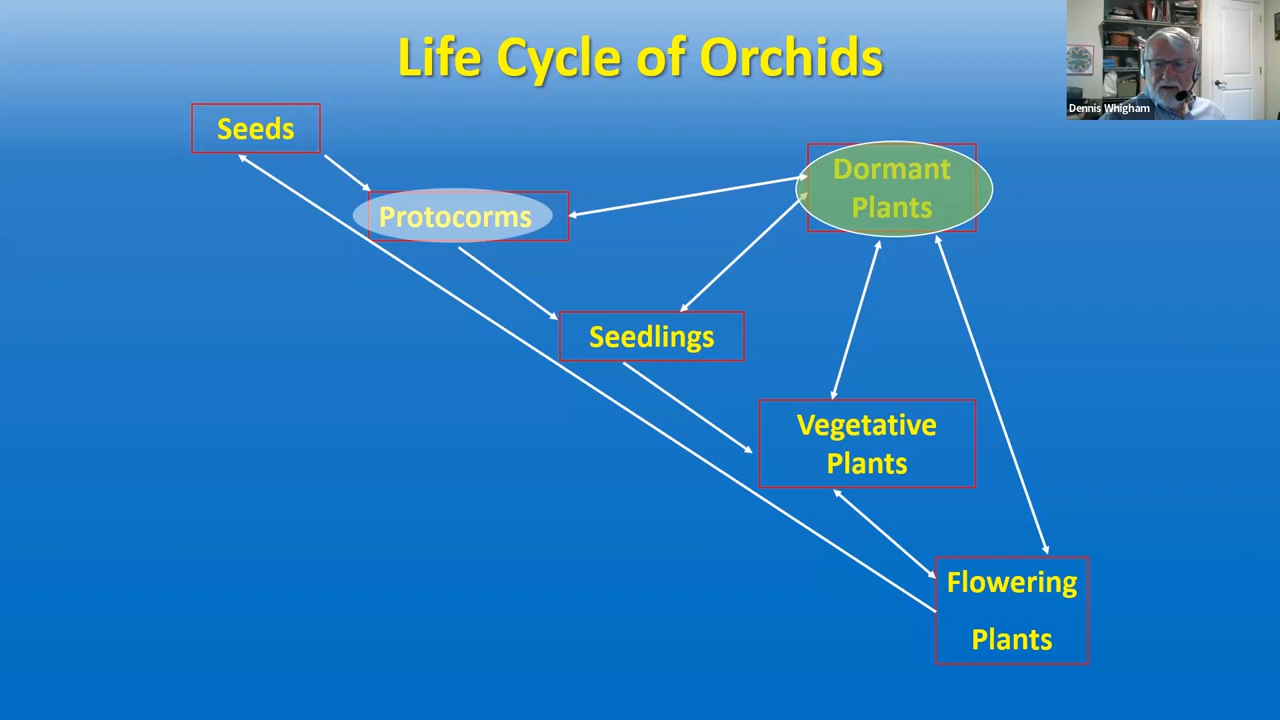 Life Cycle of Orchids
Dennis Whigham
Seeds
Dormant
Plants
Protocorms
Seedlings
Vegetative
Plants
Flowering
Plants